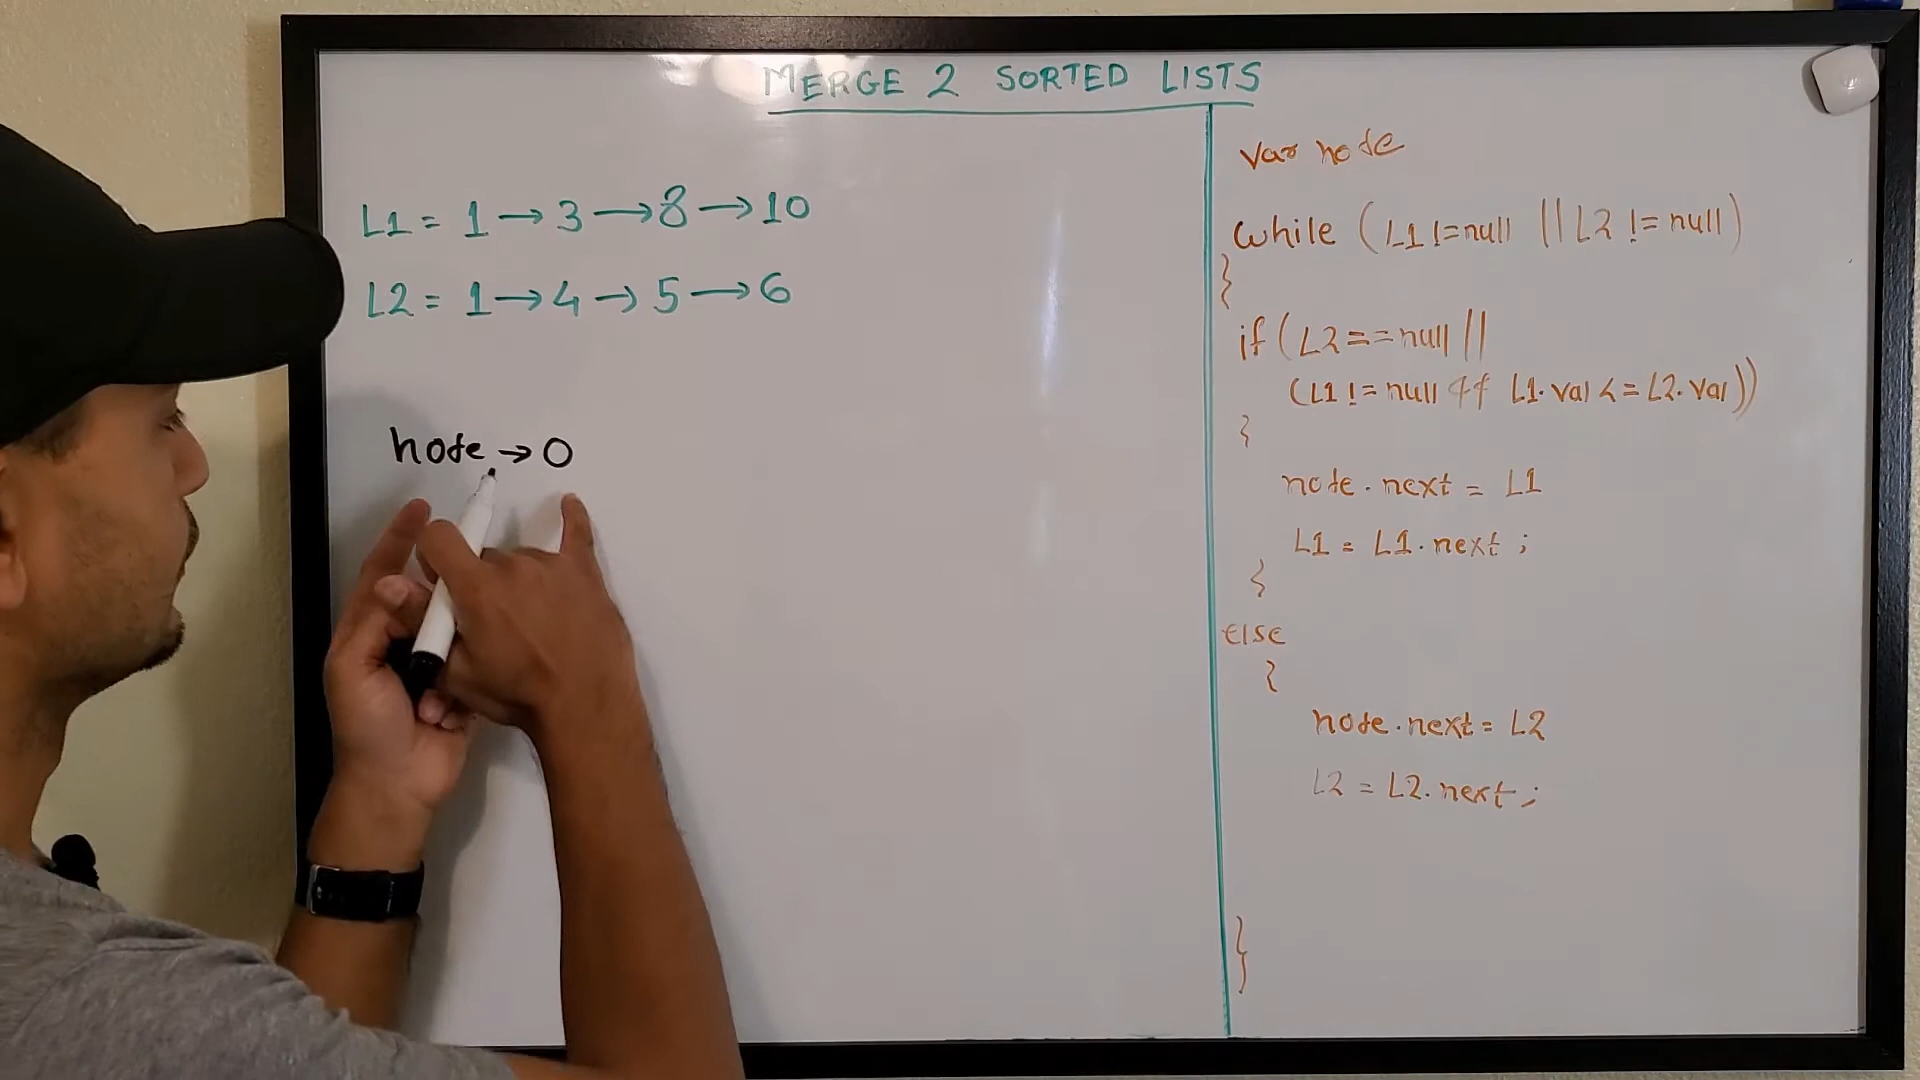 MERGE 2 SORTED LISTS
L1 = 1 → 3 → 8 → 10
L2 = 1 → 4 → 5 → 6
node → 0
var node
while (L1 != null || L2 != null)
{
if (L2 == null ||
(L1 != null && L1.val <= L2.val))
{
node.next = L1
L1 = L1.next ;
}
else
{
node.next = L2
L2 = L2.next ;
}